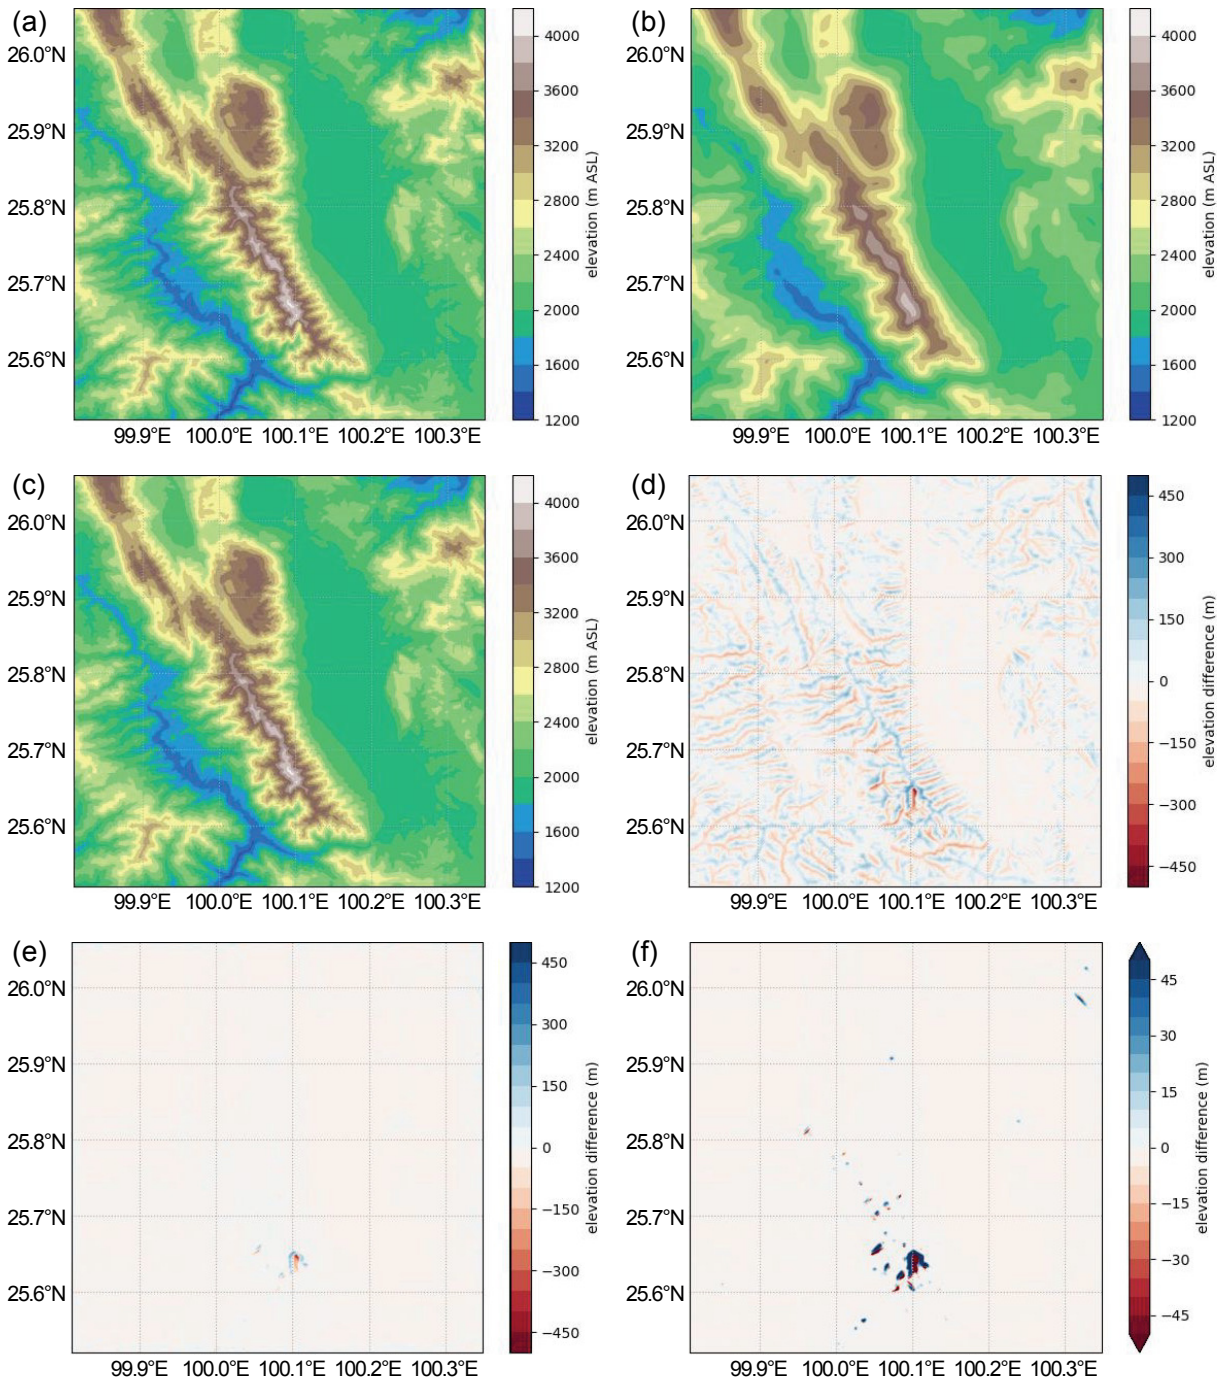 (a)
26.0°N
25.9°N
25.8°N
25.7°N
25.6°N
99.9°E 100.0°E 100.1°E 100.2°E 100.3°E
4000
3600
3200
2800
2400
2000
1600
1200
elevation (m ASL)
(b)
26.0°N
25.9°N
25.8°N
25.7°N
25.6°N
99.9°E 100.0°E 100.1°E 100.2°E 100.3°E
4000
3600
3200
2800
2400
2000
1600
1200
elevation (m ASL)
(c)
26.0°N
25.9°N
25.8°N
25.7°N
25.6°N
99.9°E 100.0°E 100.1°E 100.2°E 100.3°E
4000
3600
3200
2800
2400
2000
1600
1200
elevation (m ASL)
(d)
26.0°N
25.9°N
25.8°N
25.7°N
25.6°N
99.9°E 100.0°E 100.1°E 100.2°E 100.3°E
450
300
150
0
−150
−300
−450
elevation difference (m)
(e)
26.0°N
25.9°N
25.8°N
25.7°N
25.6°N
99.9°E 100.0°E 100.1°E 100.2°E 100.3°E
450
300
150
0
−150
−300
−450
elevation difference (m)
(f)
26.0°N
25.9°N
25.8°N
25.7°N
25.6°N
99.9°E 100.0°E 100.1°E 100.2°E 100.3°E
45
30
15
0
−15
−30
−45
elevation difference (m)